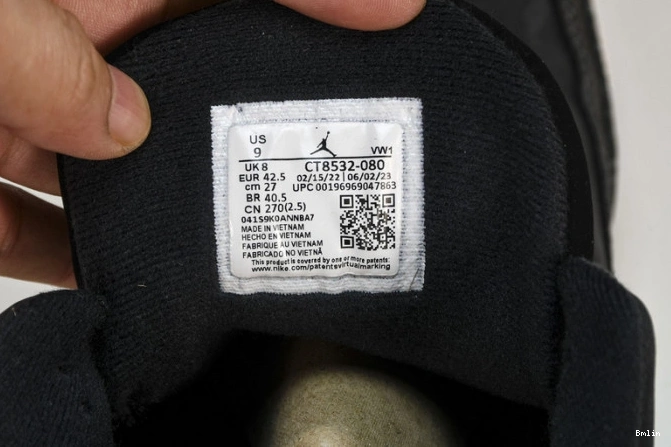 US
9
VW1
UK 8
CT8532-080
EUR 42.5
02/15/22 | 06/02/23
cm 27
UPC 00196969047863
BR 40.5
CN 270(2.5)
041S9K0ANNBA7
MADE IN VIETNAM
HECHO EN VIETNAM
FABRIQUE AU VIETNAM
FABRICADO NO VIETNÃ
This product is covered by one or more patents:
www.nike.com/patentsvirtualmarking
Bmlin